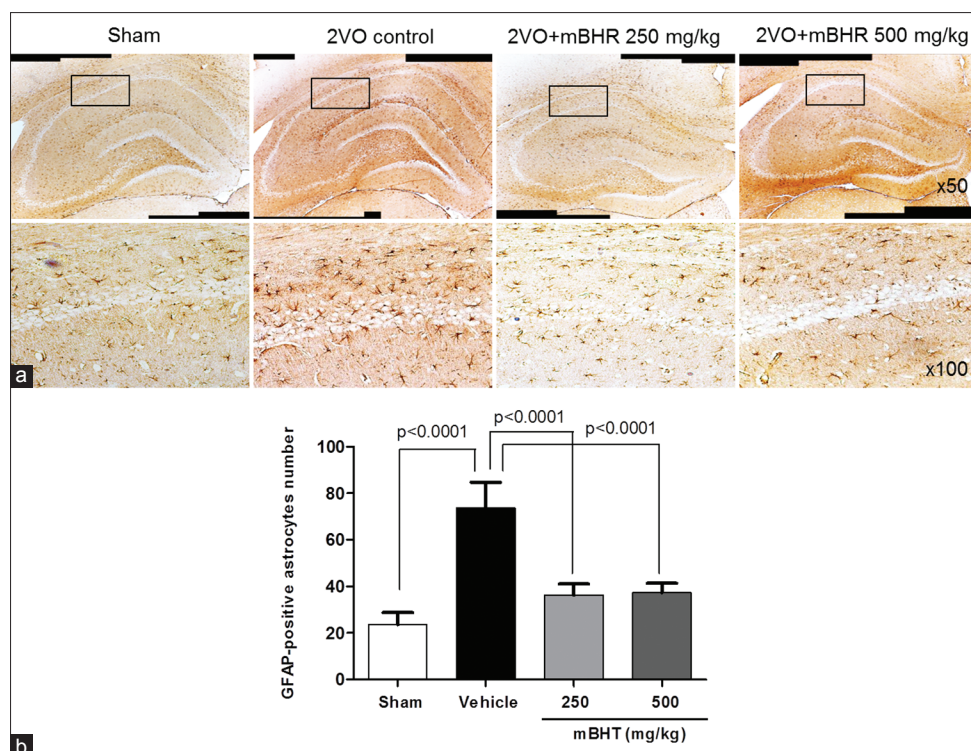 Sham 2VO control 2VO+mBHR 250 mg/kg 2VO+mBHR 500 mg/kg
x50
x100
a
p<0.0001
p<0.0001 p<0.0001
GFAP-positive astrocytes number
100
80
60
40
20
0
Sham Vehicle 250 500
mBHT (mg/kg)
b